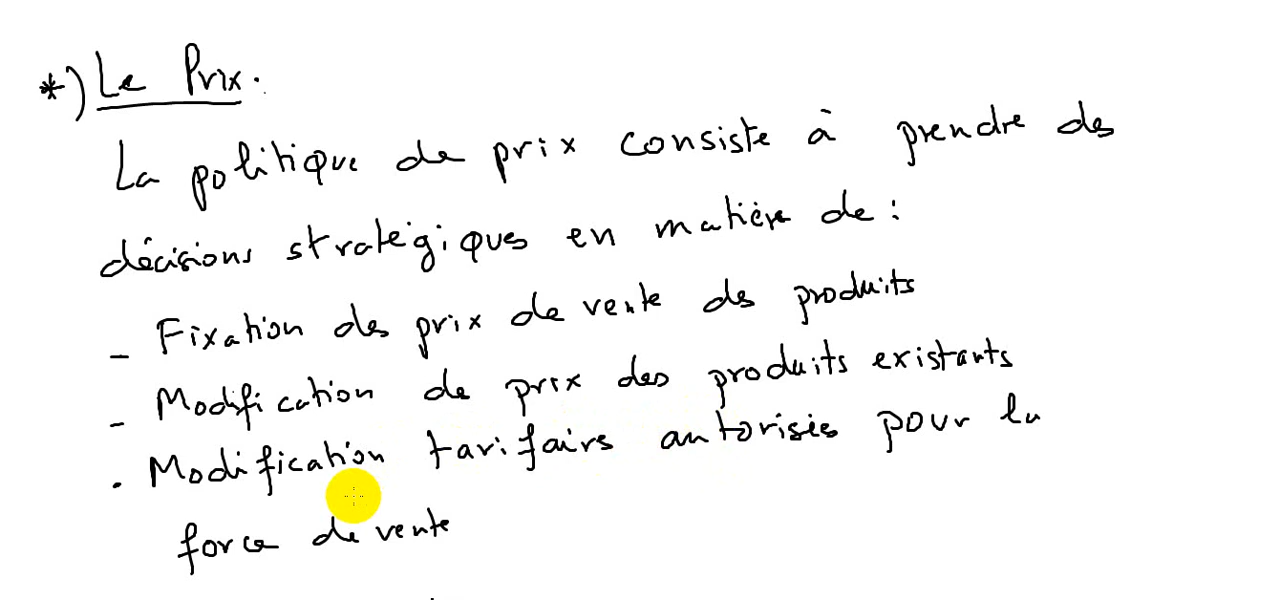 *) Le Prix.
La politique de prix consiste à prendre des
décisions stratégiques en matière de :
- Fixation des prix de vente des produits
- Modification de prix des produits existants
. Modification tarifairs autorisés pour la
force de vente